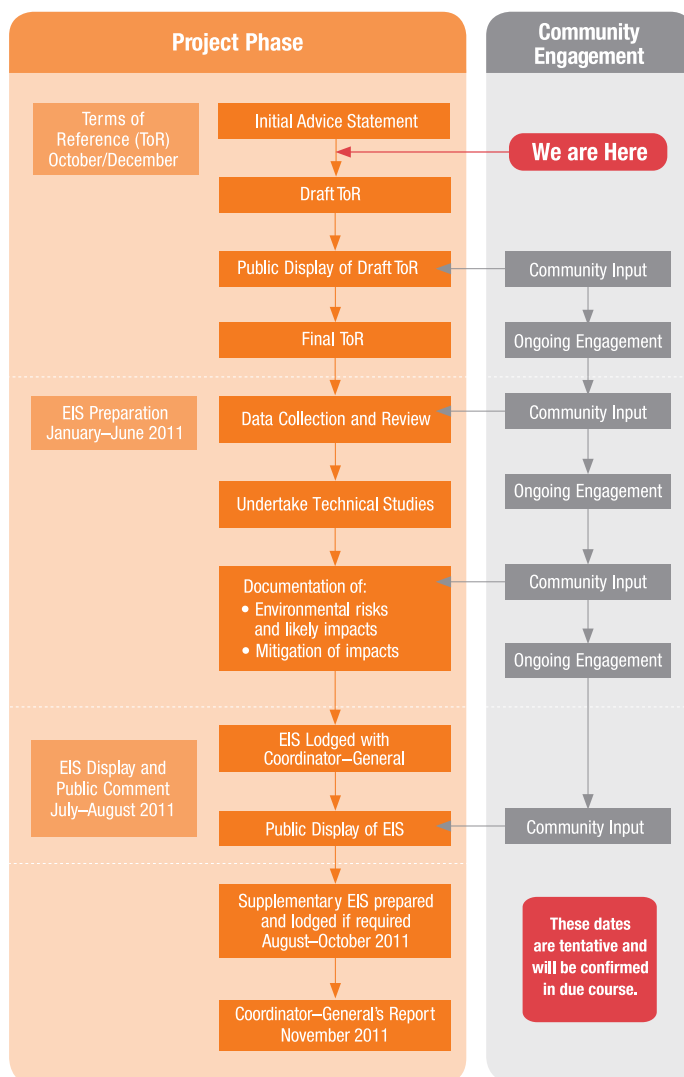 Project Phase
Community
Engagement
Terms of
Reference (ToR)
October/December
Initial Advice Statement
We are Here
Draft ToR
Public Display of Draft ToR
Community Input
Final ToR
Ongoing Engagement
EIS Preparation
January–June 2011
Data Collection and Review
Community Input
Undertake Technical Studies
Ongoing Engagement
Documentation of:
• Environmental risks
and likely impacts
• Mitigation of impacts
Community Input
Ongoing Engagement
EIS Display and
Public Comment
July–August 2011
EIS Lodged with
Coordinator–General
Public Display of EIS
Community Input
Supplementary EIS prepared
and lodged if required
August–October 2011
These dates
are tentative and
will be confirmed
in due course.
Coordinator–General's Report
November 2011